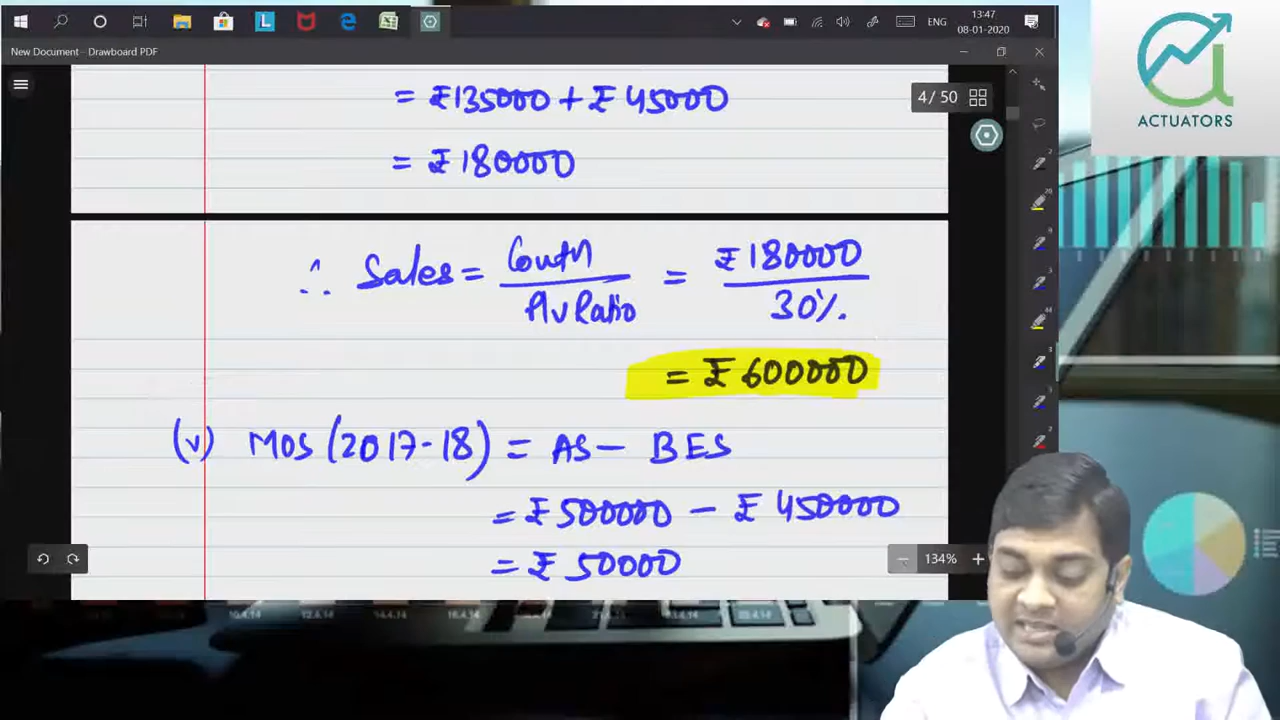 13:47
ENG
08-01-2020
New Document - Drawboard PDF
= ₹135000 + ₹45000
4 / 50
= ₹180000
ACTUATORS
∴ Sales = Contn / PV Ratio = ₹180000 / 30%
= ₹600000
(v) MOS (2017-18) = AS - BES
= ₹500000 - ₹450000
= ₹50000
134%